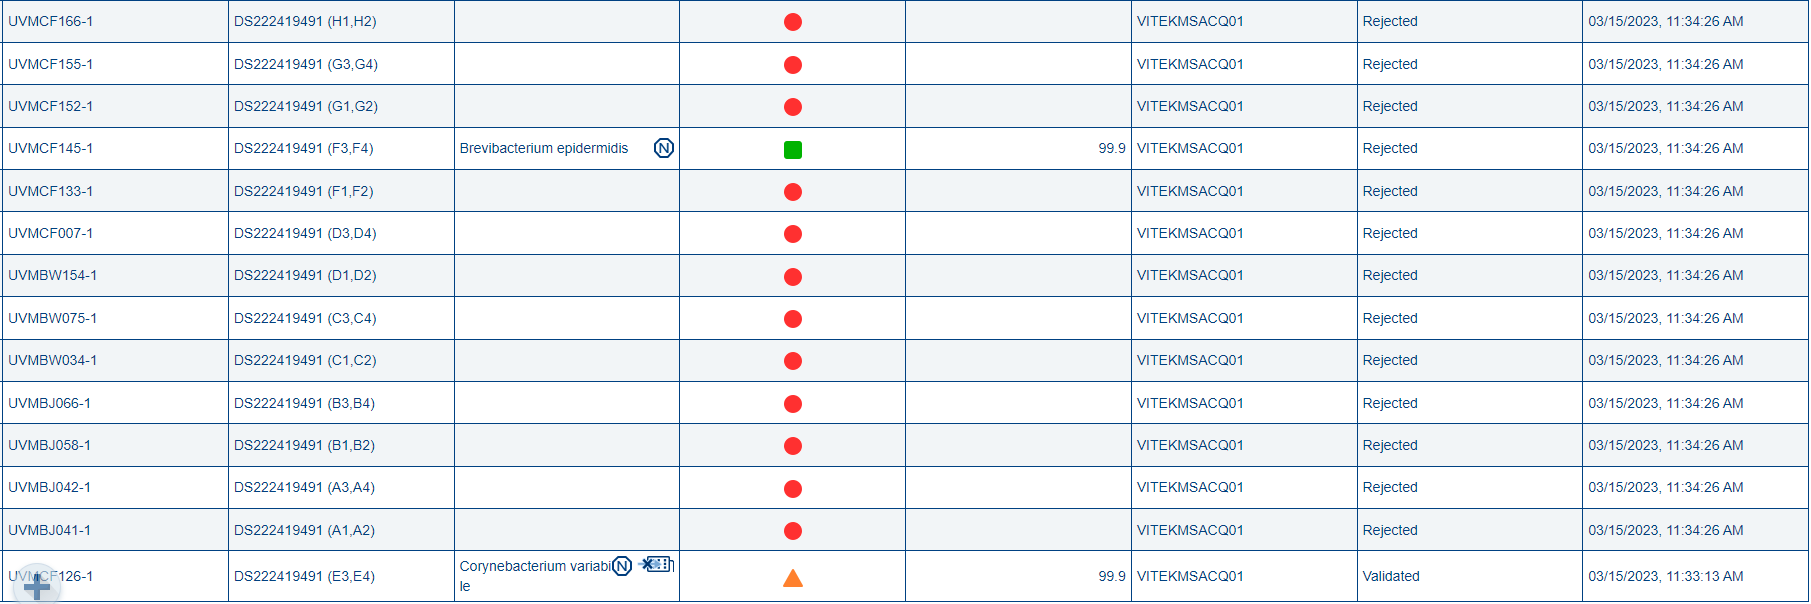 UVMCF166-1 DS222419491 (H1,H2) VITEKMSACQ01 Rejected 03/15/2023, 11:34:26 AM
UVMCF155-1 DS222419491 (G3,G4) VITEKMSACQ01 Rejected 03/15/2023, 11:34:26 AM
UVMCF152-1 DS222419491 (G1,G2) VITEKMSACQ01 Rejected 03/15/2023, 11:34:26 AM
UVMCF145-1 DS222419491 (F3,F4) Brevibacterium epidermidis N 99.9 VITEKMSACQ01 Rejected 03/15/2023, 11:34:26 AM
UVMCF133-1 DS222419491 (F1,F2) VITEKMSACQ01 Rejected 03/15/2023, 11:34:26 AM
UVMCF007-1 DS222419491 (D3,D4) VITEKMSACQ01 Rejected 03/15/2023, 11:34:26 AM
UVMBW154-1 DS222419491 (D1,D2) VITEKMSACQ01 Rejected 03/15/2023, 11:34:26 AM
UVMBW075-1 DS222419491 (C3,C4) VITEKMSACQ01 Rejected 03/15/2023, 11:34:26 AM
UVMBW034-1 DS222419491 (C1,C2) VITEKMSACQ01 Rejected 03/15/2023, 11:34:26 AM
UVMBJ066-1 DS222419491 (B3,B4) VITEKMSACQ01 Rejected 03/15/2023, 11:34:26 AM
UVMBJ058-1 DS222419491 (B1,B2) VITEKMSACQ01 Rejected 03/15/2023, 11:34:26 AM
UVMBJ042-1 DS222419491 (A3,A4) VITEKMSACQ01 Rejected 03/15/2023, 11:34:26 AM
UVMBJ041-1 DS222419491 (A1,A2) VITEKMSACQ01 Rejected 03/15/2023, 11:34:26 AM
UVMCF126-1 DS222419491 (E3,E4) Corynebacterium variabi N 99.9 VITEKMSACQ01 Validated 03/15/2023, 11:33:13 AM
le